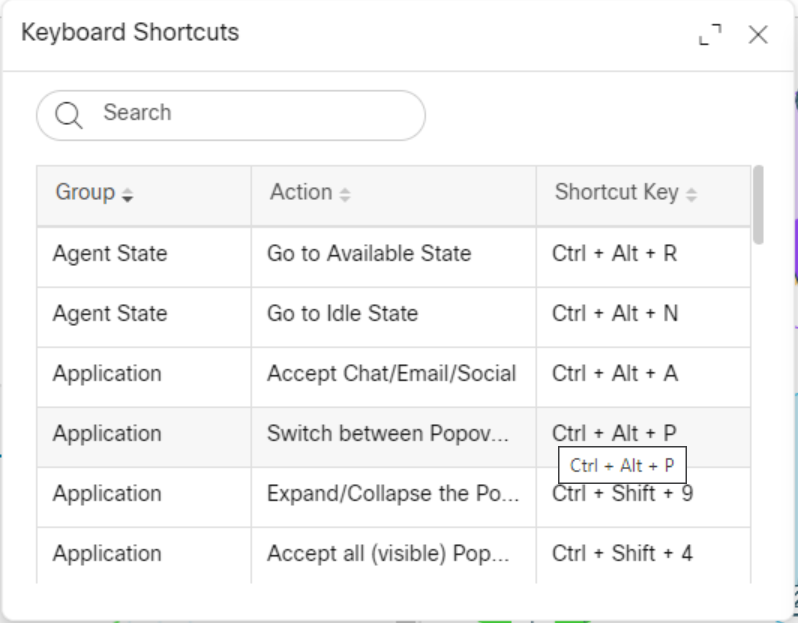 Keyboard Shortcuts
Search
Group Action Shortcut Key
Agent State Go to Available State Ctrl + Alt + R
Agent State Go to Idle State Ctrl + Alt + N
Application Accept Chat/Email/Social Ctrl + Alt + A
Application Switch between Popov... Ctrl + Alt + P
Ctrl + Alt + P
Application Expand/Collapse the Po... Ctrl + Shift + 9
Application Accept all (visible) Pop... Ctrl + Shift + 4